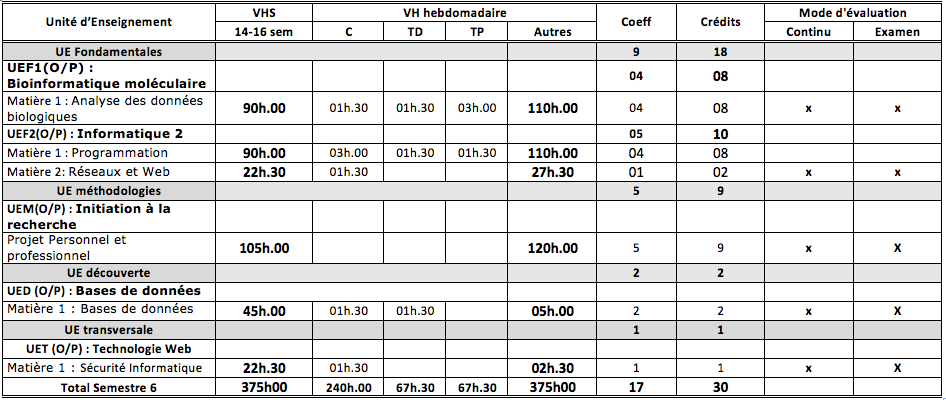 Unité d'Enseignement VHS VH hebdomadaire Coeff Crédits Mode d'évaluation
14-16 sem C TD TP Autres Continu Examen
UE Fondamentales 9 18
UEF1(O/P) :
Bioinformatique moléculaire 04 08
Matière 1 : Analyse des données
biologiques 90h.00 01h.30 01h.30 03h.00 110h.00 04 08 x x
UEF2(O/P) : Informatique 2 05 10
Matière 1 : Programmation 90h.00 03h.00 01h.30 01h.30 110h.00 04 08
Matière 2: Réseaux et Web 22h.30 01h.30 27h.30 01 02 x x
UE méthodologies 5 9
UEM(O/P) : Initiation à la
recherche
Projet Personnel et
professionnel 105h.00 120h.00 5 9 x X
UE découverte 2 2
UED (O/P) : Bases de données
Matière 1 : Bases de données 45h.00 01h.30 01h.30 05h.00 2 2 x X
UE transversale 1 1
UET (O/P) : Technologie Web
Matière 1 : Sécurité Informatique 22h.30 01h.30 02h.30 1 1 x X
Total Semestre 6 375h00 240h.00 67h.30 67h.30 375h00 17 30